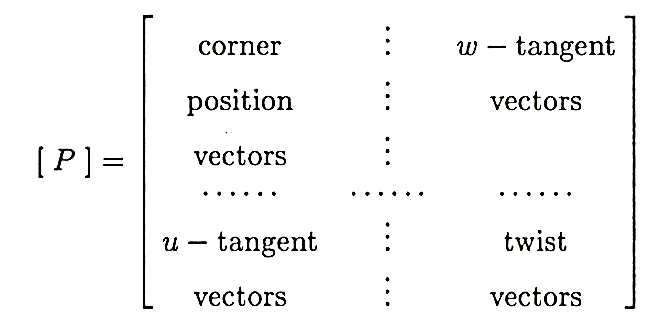 corner ⋮ w − tangent
position ⋮ vectors
[ P ] = vectors ⋮
...... ...... ......
u − tangent ⋮ twist
vectors ⋮ vectors